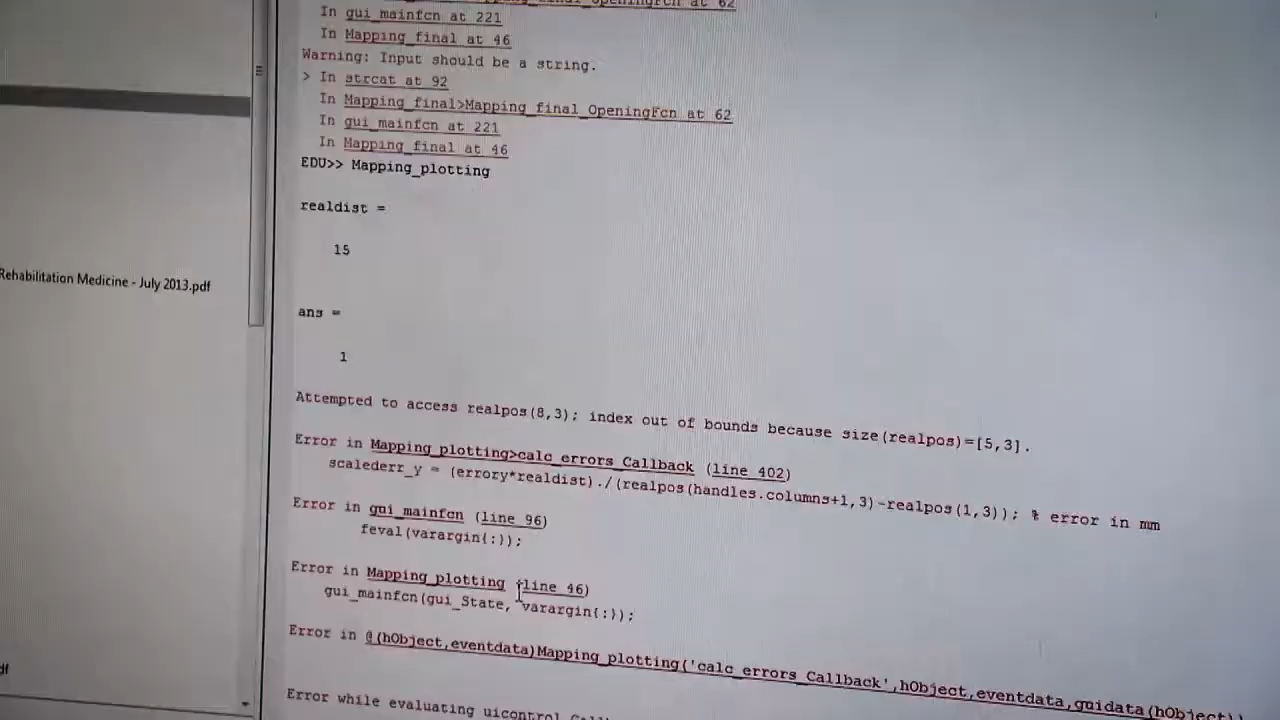 In gui_mainfcn at 221
In Mapping_final at 46
Warning: Input should be a string.
> In strcat at 92
In Mapping_final>Mapping_final_OpeningFcn at 62
In gui_mainfcn at 221
In Mapping_final at 46
EDU>> Mapping_plotting
realdist =
15
Rehabilitation Medicine - July 2013.pdf
ans =
1
Attempted to access realpos(8,3); index out of bounds because size(realpos)=[5,3].
Error in Mapping_plotting>calc_errors_Callback (line 402)
scalederr_y = (errory*realdist)./(realpos(handles.columns+1,3)-realpos(1,3)); % error in mm
Error in gui_mainfcn (line 96)
feval(varargin{:});
Error in Mapping_plotting (line 46)
gui_mainfcn(gui_State, varargin{:});
Error in @(hObject,eventdata)Mapping_plotting('calc_errors_Callback',hObject,eventdata,guidata(hObject))
Error while evaluating uicontrol